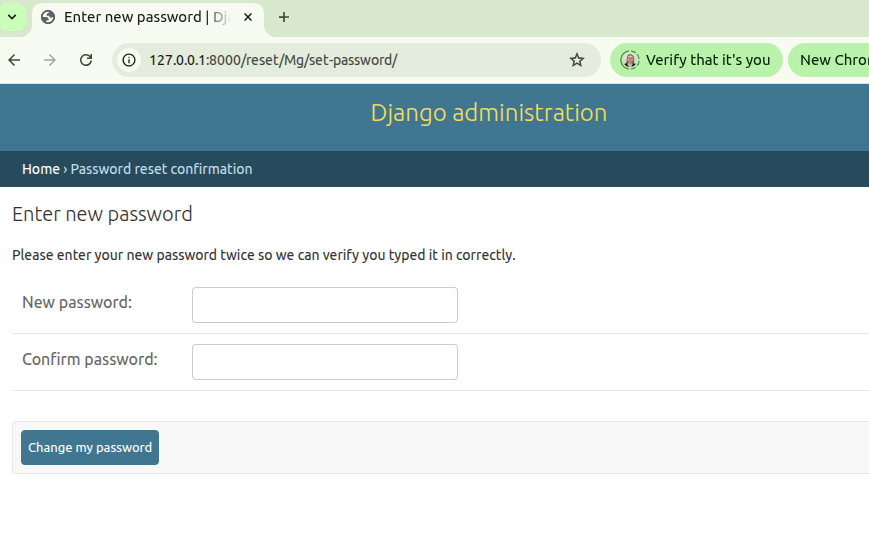 Enter new password | Dj
127.0.0.1:8000/reset/Mg/set-password/
Verify that it's you
New Chro
Django administration
Home › Password reset confirmation
Enter new password
Please enter your new password twice so we can verify you typed it in correctly.
New password:
Confirm password:
Change my password